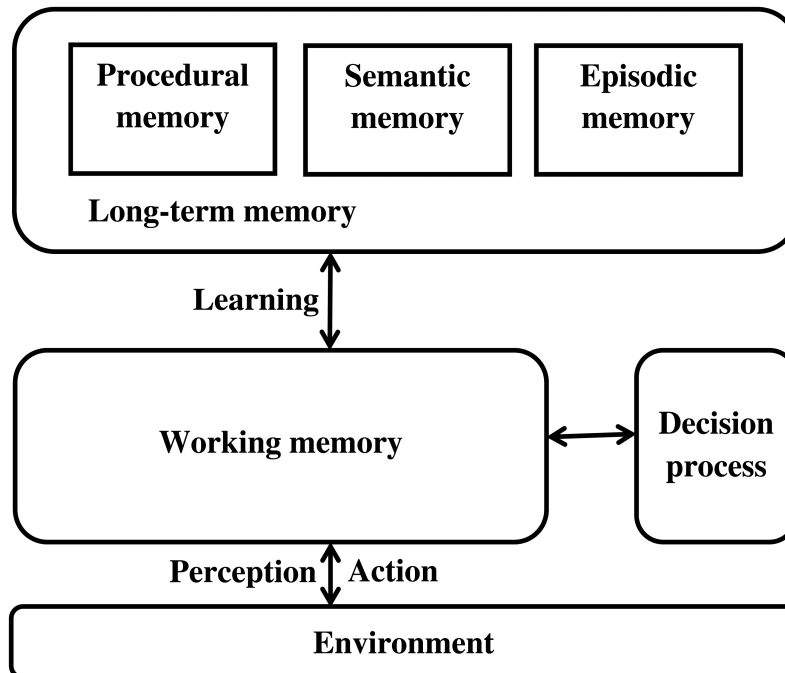 Procedural
memory
Semantic
memory
Episodic
memory
Long-term memory
Learning
Working memory
Decision
process
Perception
Action
Environment